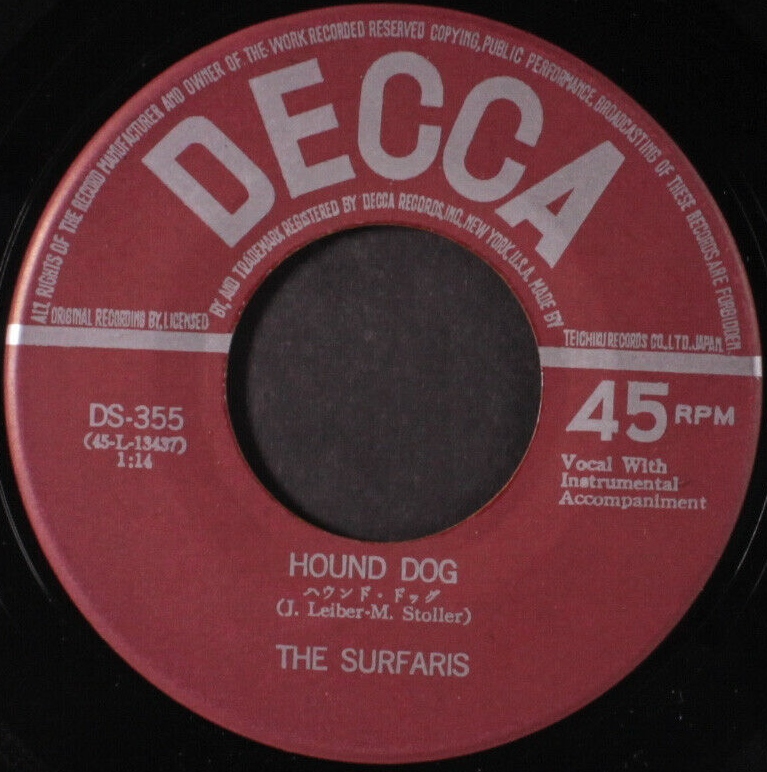 ALL RIGHTS OF THE RECORD MANUFACTURER AND OWNER OF THE WORK RECORDED RESERVED COPYING, PUBLIC PERFORMANCE, BROADCASTING OF THESE RECORDS ARE FORBIDDEN.
DECCA
ORIGINAL RECORDING BY, LICENSED BY, AND TRADEMARK REGISTERED BY DECCA RECORDS, INC. NEW YORK, U.S.A. MADE BY TEICHIKU RECORDS CO., LTD. JAPAN.
DS-355
(45-L-13437)
1:14
45 RPM
Vocal With
Instrumental
Accompaniment
HOUND DOG
ハウンド・ドッグ
(J. Leiber-M. Stoller)
THE SURFARIS